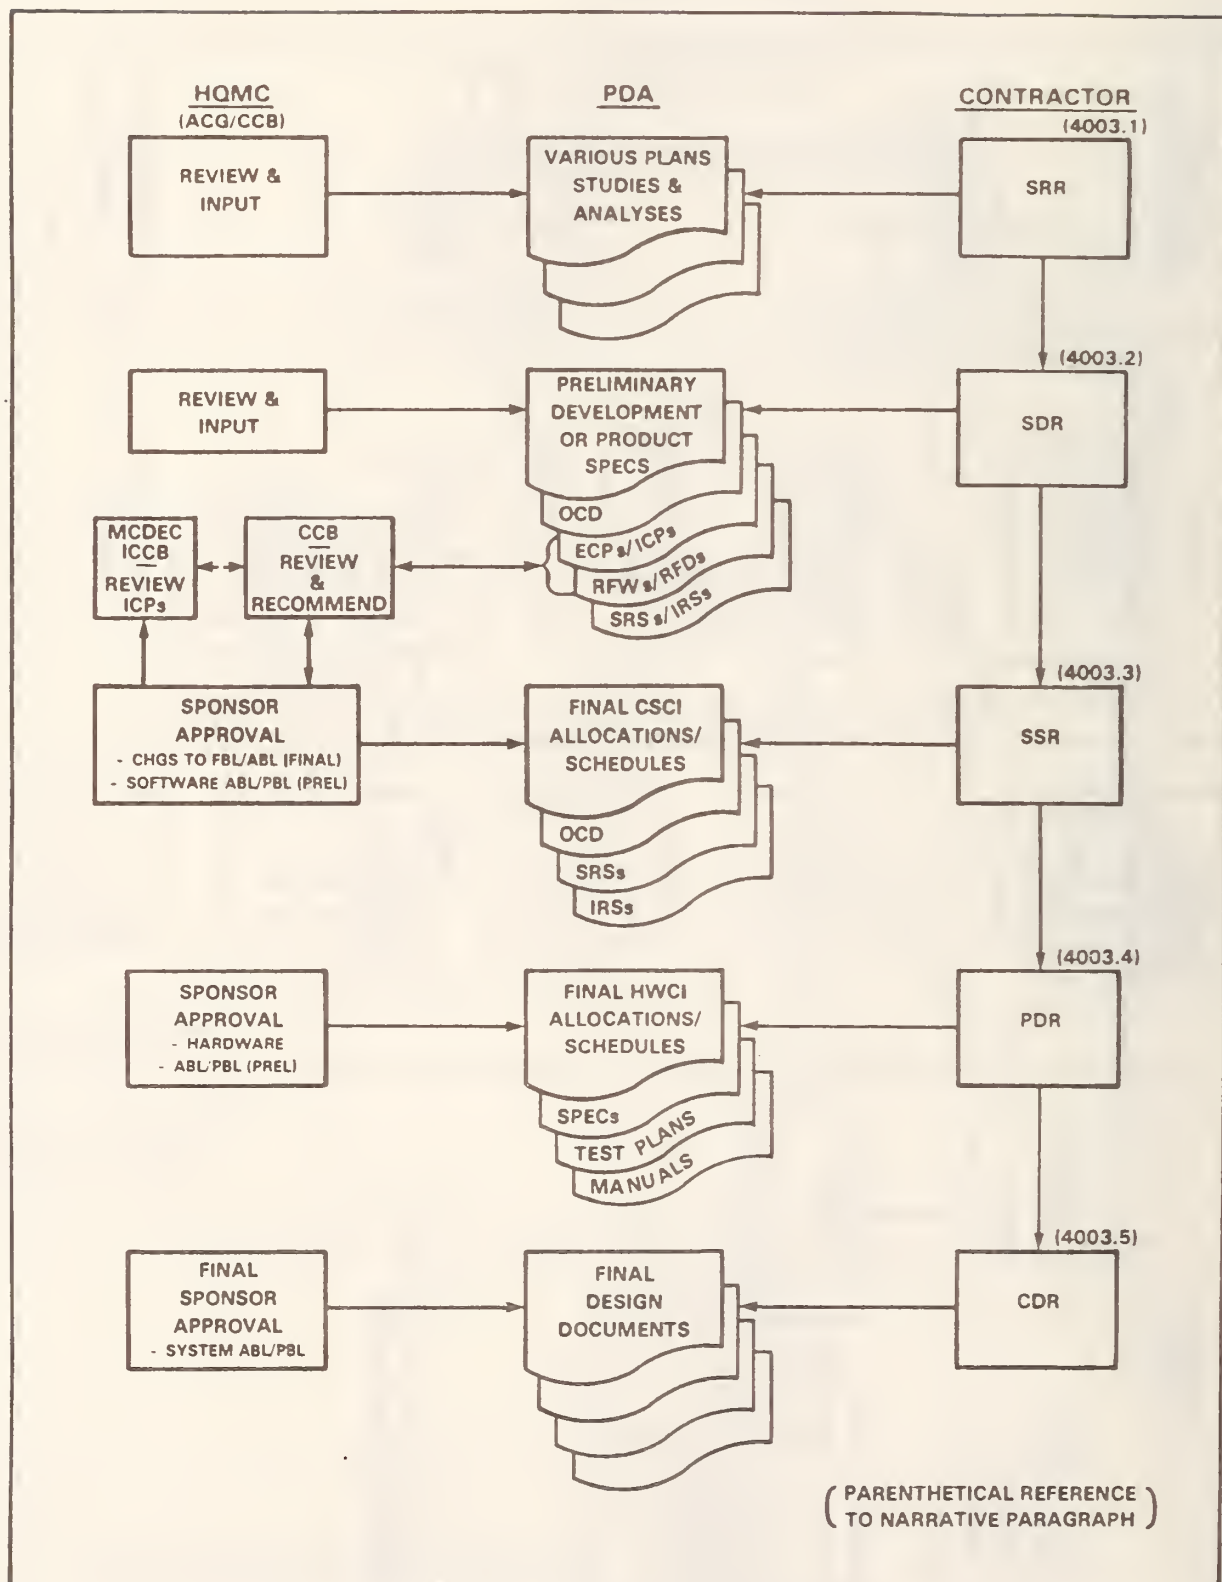 HQMC
(ACG/CCB)
PDA
CONTRACTOR
(4003.1)
REVIEW &
INPUT
VARIOUS PLANS
STUDIES &
ANALYSES
SRR
(4003.2)
REVIEW &
INPUT
PRELIMINARY
DEVELOPMENT
OR PRODUCT
SPECS
OCD
ECPs/ICPs
RFWs/RFDs
SRSs/IRSs
SDR
MCDEC
ICCB
REVIEW
ICPs
CCB
REVIEW
&
RECOMMEND
(4003.3)
SPONSOR
APPROVAL
- CHGS TO FBL/ABL (FINAL)
- SOFTWARE ABL/PBL (PREL)
FINAL CSCI
ALLOCATIONS/
SCHEDULES
OCD
SRSs
IRSs
SSR
(4003.4)
SPONSOR
APPROVAL
- HARDWARE
- ABL/PBL (PREL)
FINAL HWCI
ALLOCATIONS/
SCHEDULES
SPECs
TEST PLANS
MANUALS
PDR
(4003.5)
FINAL
SPONSOR
APPROVAL
- SYSTEM ABL/PBL
FINAL
DESIGN
DOCUMENTS
CDR
(PARENTHETICAL REFERENCE
TO NARRATIVE PARAGRAPH)